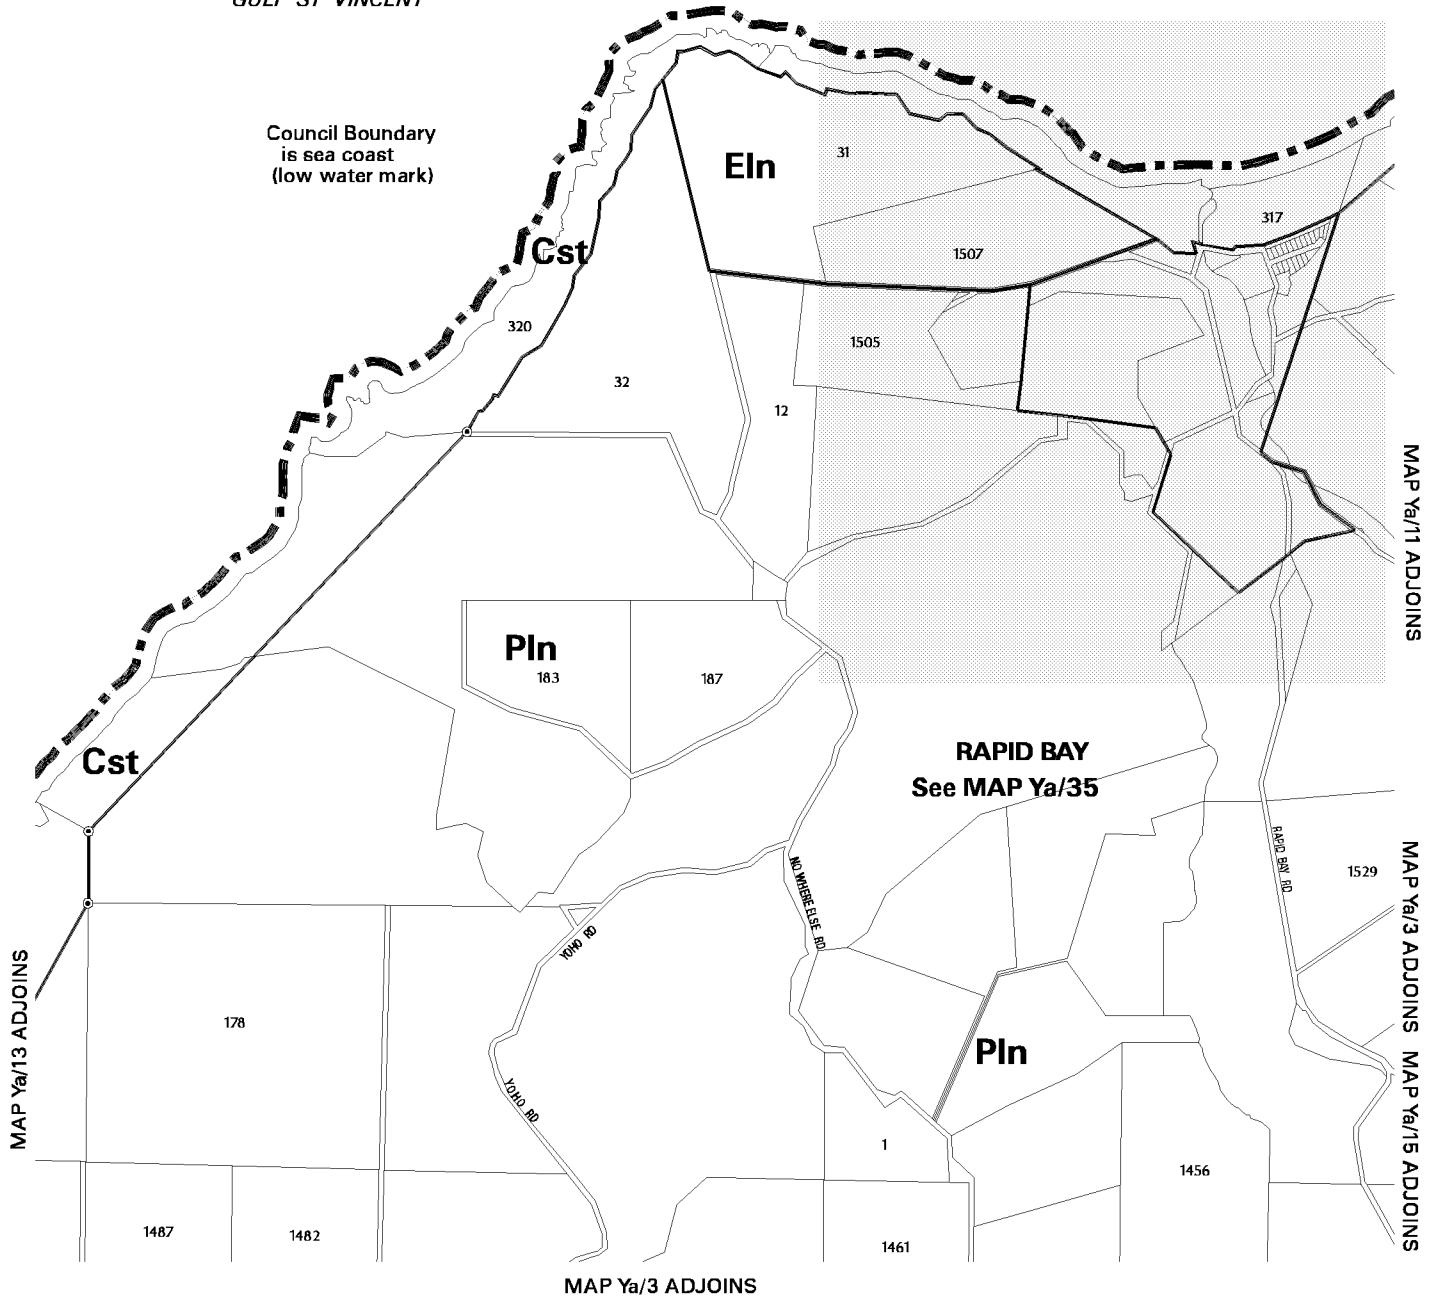 GULF ST VINCENT
Council Boundary
is sea coast
(low water mark)
Eln
31
317
Cst
1507
320
1505
32
12
MAP Ya/11 ADJOINS
Pln
183
187
Cst
RAPID BAY
See MAP Ya/35
RAPID BAY RD
1529
NO WHERE ELSE RD
MAP Ya/3 ADJOINS
YOHO RD
MAP Ya/13 ADJOINS
178
Pln
YOHO RD
MAP Ya/15 ADJOINS
1
1456
1487
1482
1461
MAP Ya/3 ADJOINS